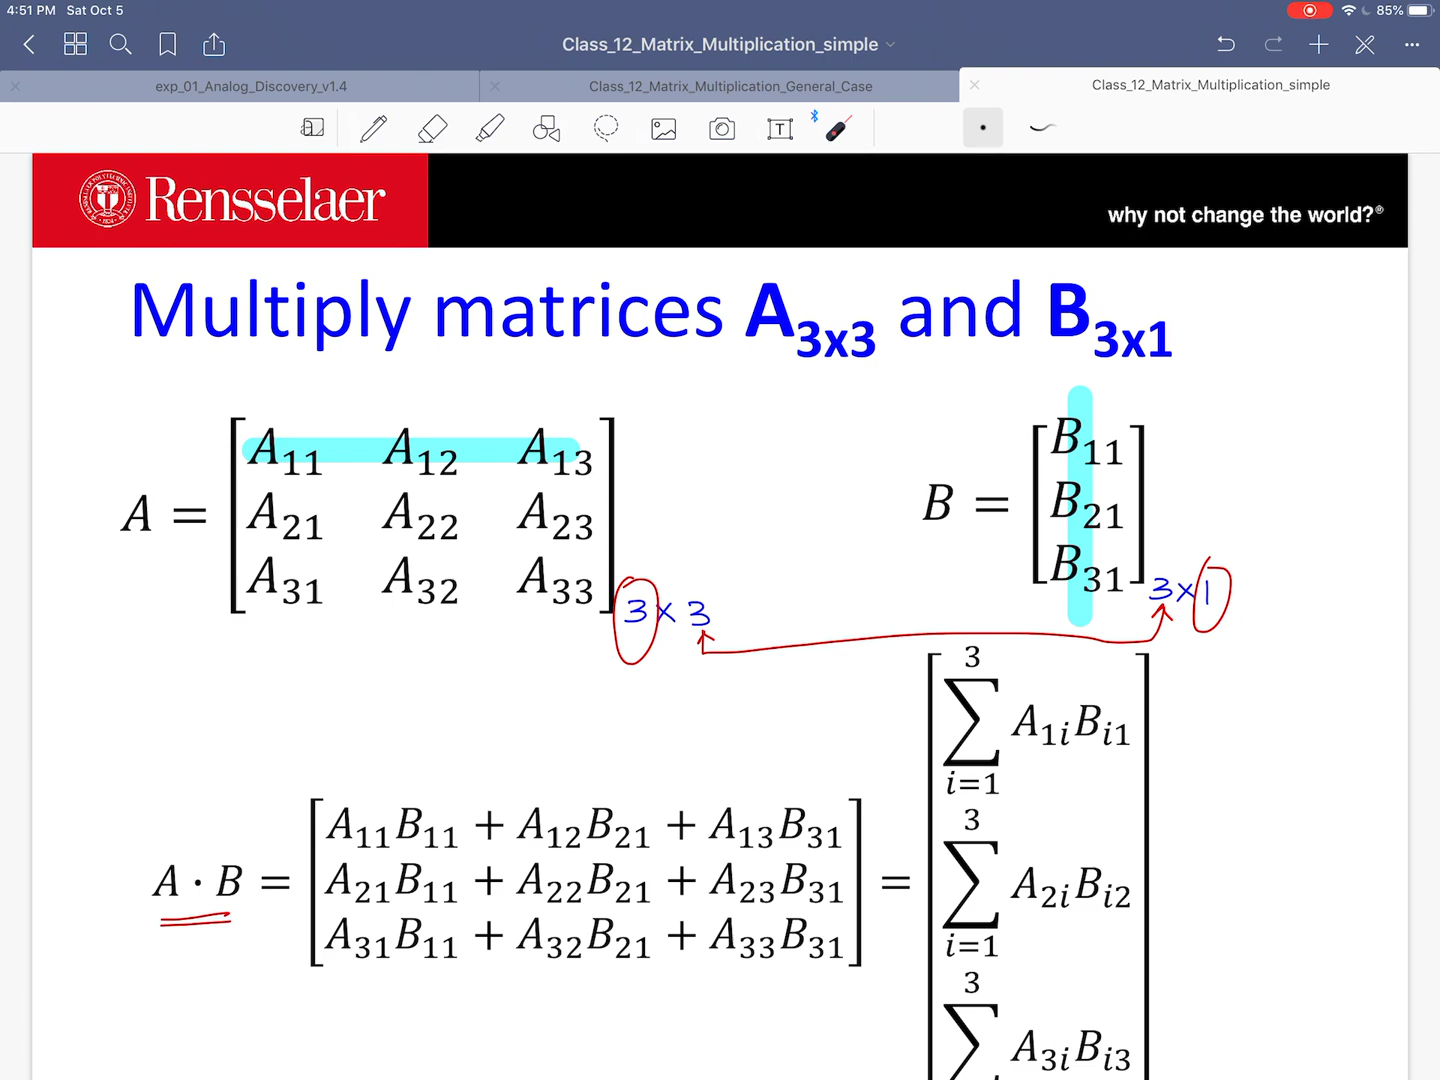 4:51 PM Sat Oct 5
85%
Class_12_Matrix_Multiplication_simple
exp_01_Analog_Discovery_v1.4
Class_12_Matrix_Multiplication_General_Case
Class_12_Matrix_Multiplication_simple
Rensselaer
why not change the world?®
Multiply matrices A₃ₓ₃ and B₃ₓ₁
A = [ A₁₁ A₁₂ A₁₃
A₂₁ A₂₂ A₂₃
A₃₁ A₃₂ A₃₃ ] 3 × 3
B = [ B₁₁
B₂₁
B₃₁ ] 3 × 1
A · B = [ A₁₁B₁₁ + A₁₂B₂₁ + A₁₃B₃₁
A₂₁B₁₁ + A₂₂B₂₁ + A₂₃B₃₁
A₃₁B₁₁ + A₃₂B₂₁ + A₃₃B₃₁ ]
= [ 3
∑ A₁ᵢBᵢ₁
i=1
3
∑ A₂ᵢBᵢ₂
i=1
3
∑ A₃ᵢBᵢ₃